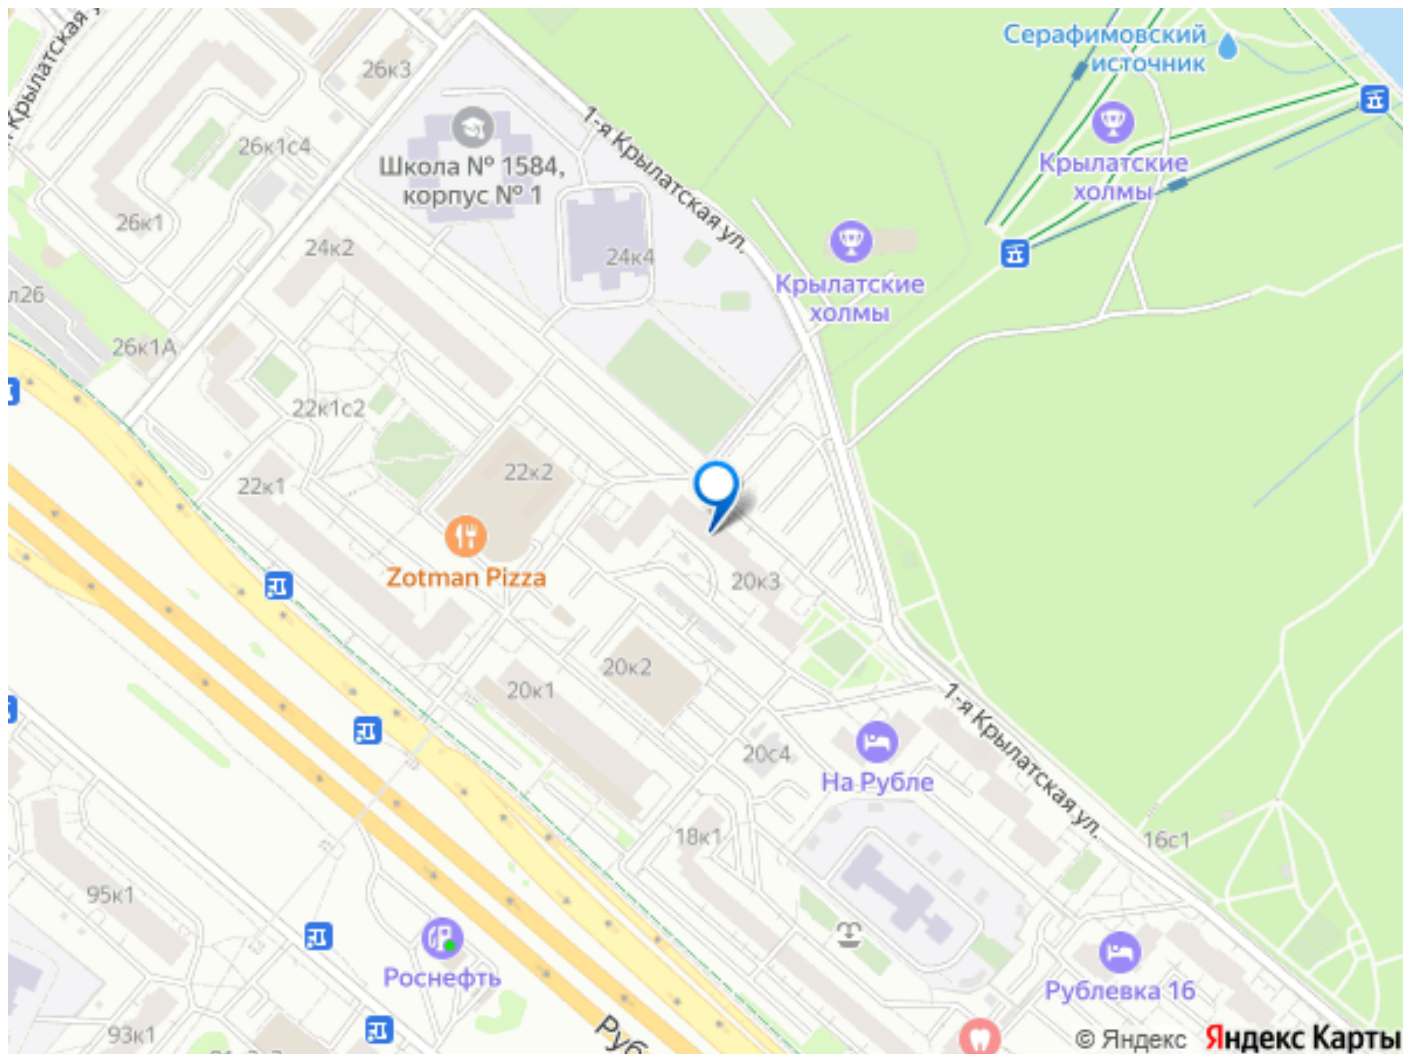 Крылатская
26к3
Серафимовский
источник
1-я Крылатская ул.
Крылатские
холмы
26к1с4
Школа № 1584,
корпус № 1
26к1
24к2
24к4
Крылатские
холмы
26к1А
22к1с2
22к2
22к1
Zotman Pizza
20к3
20к2
20к1
20с4
1-я Крылатская ул.
На Рубле
18к1
16с1
95к1
Роснефть
Рублевка 16
93к1
Руб
© Яндекс Яндекс Карты